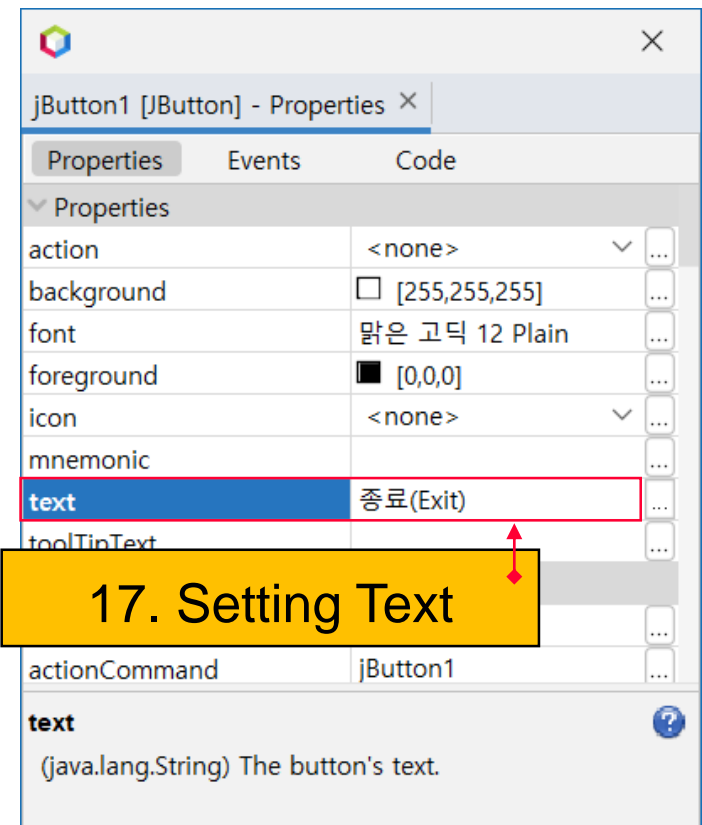 jButton1 [JButton] - Properties
Properties Events Code
Properties
action <none> ...
background [255,255,255] ...
font 맑은 고딕 12 Plain ...
foreground [0,0,0] ...
icon <none> ...
mnemonic ...
text 종료(Exit) ...
toolTipText ...
17. Setting Text
...
actionCommand jButton1 ...
text ?
(java.lang.String) The button's text.